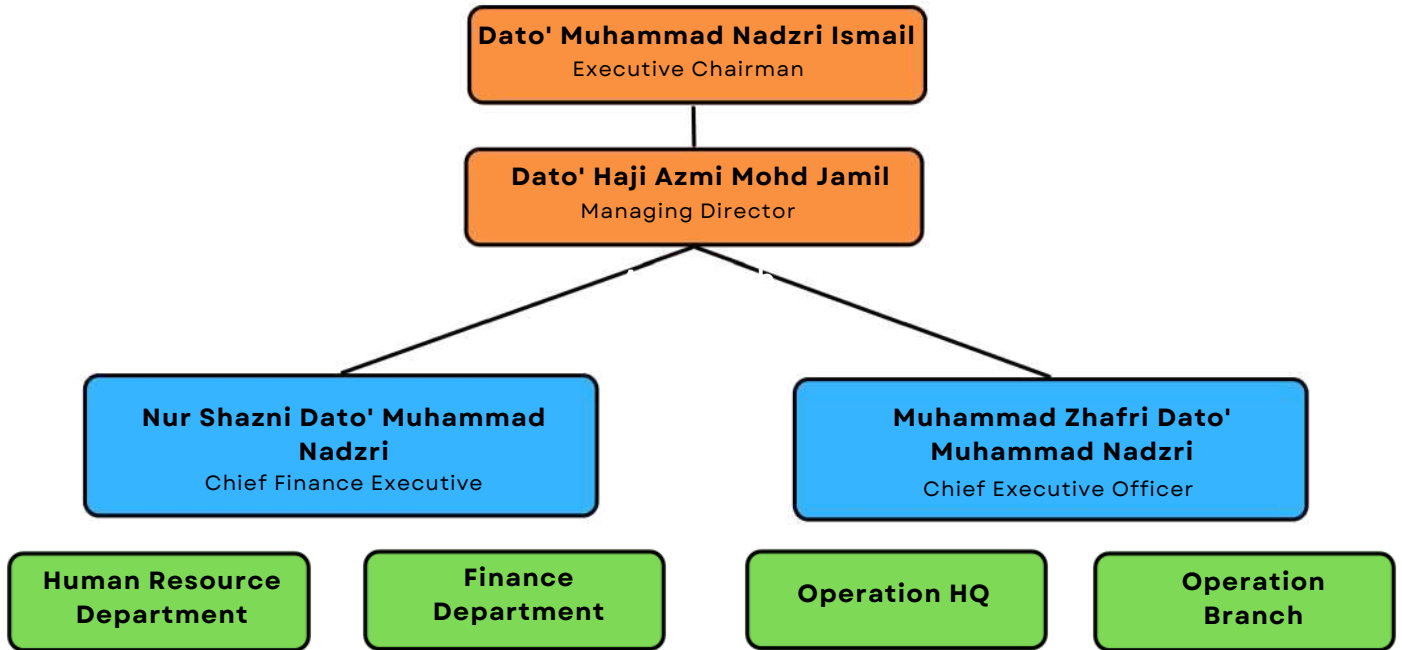 Dato' Muhammad Nadzri Ismail
Executive Chairman
Dato' Haji Azmi Mohd Jamil
Managing Director
Nur Shazni Dato' Muhammad
Nadzri
Chief Finance Executive
Muhammad Zhafri Dato'
Muhammad Nadzri
Chief Executive Officer
Human Resource
Department
Finance
Department
Operation HQ
Operation
Branch